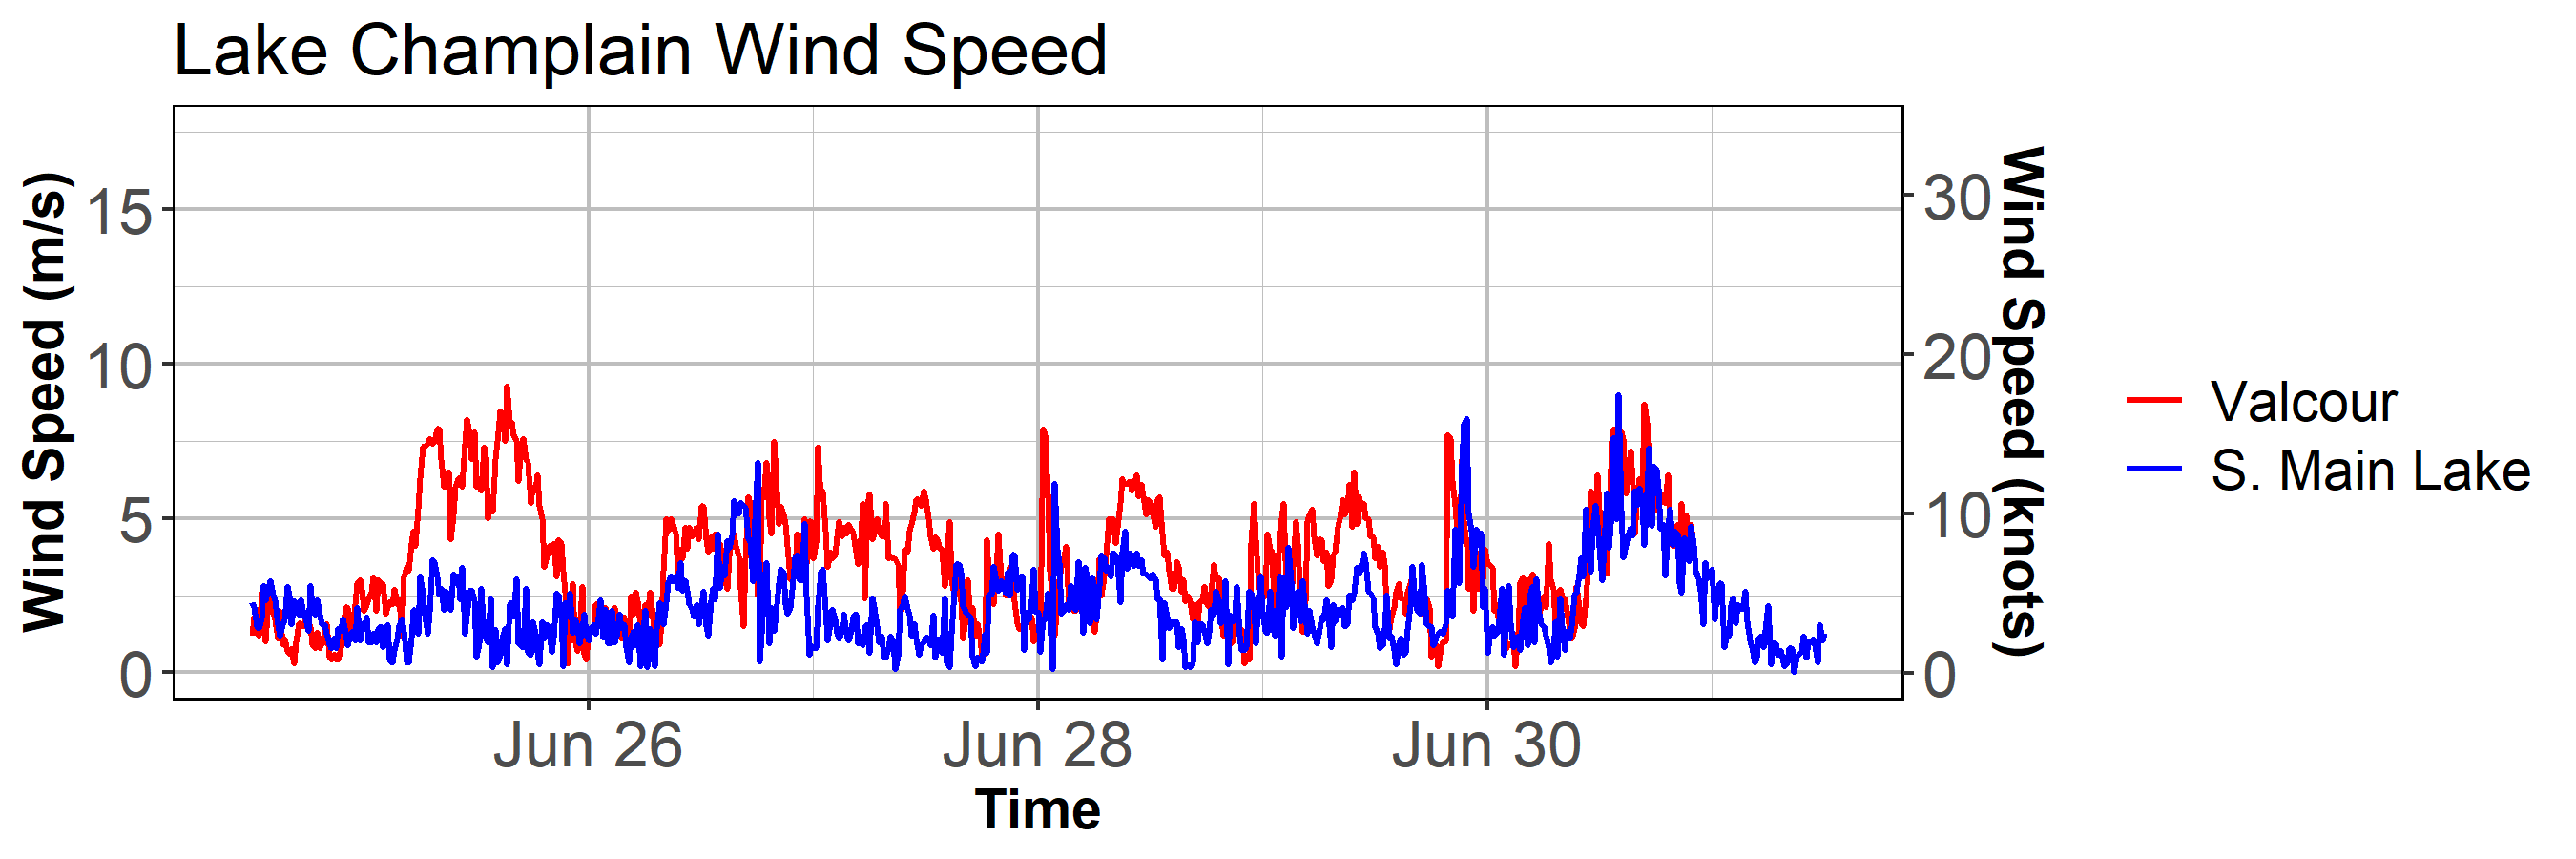 Lake Champlain Wind Speed
Wind Speed (m/s)
15
10
5
0
30
20
10
0
Wind Speed (knots)
Jun 26
Jun 28
Jun 30
Time
Valcour
S. Main Lake